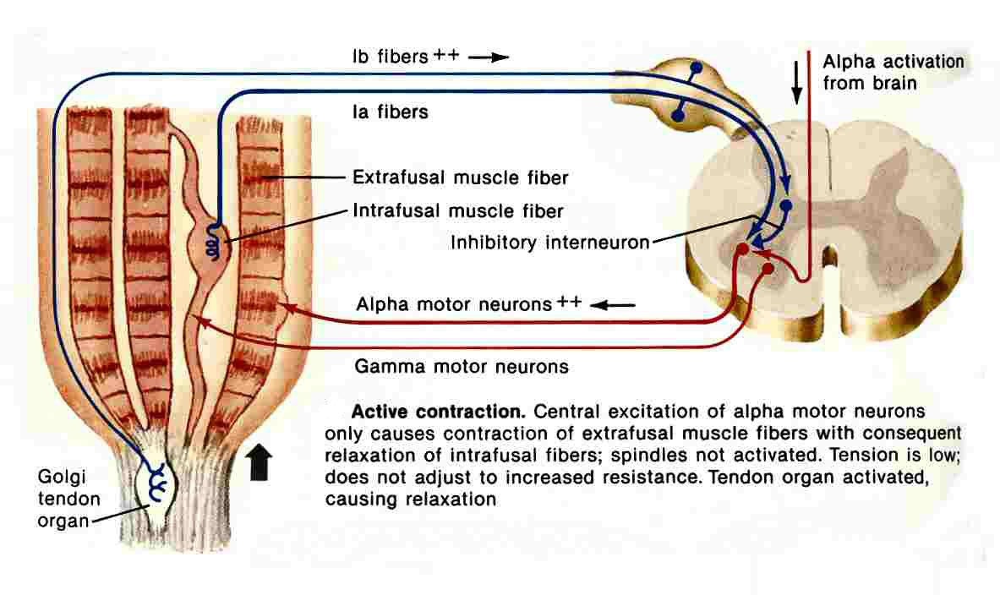 Ib fibers ++
Alpha activation
from brain
Ia fibers
Extrafusal muscle fiber
Intrafusal muscle fiber
Inhibitory interneuron
Alpha motor neurons ++
Gamma motor neurons
Active contraction. Central excitation of alpha motor neurons
only causes contraction of extrafusal muscle fibers with consequent
relaxation of intrafusal fibers; spindles not activated. Tension is low;
does not adjust to increased resistance. Tendon organ activated,
causing relaxation
Golgi
tendon
organ